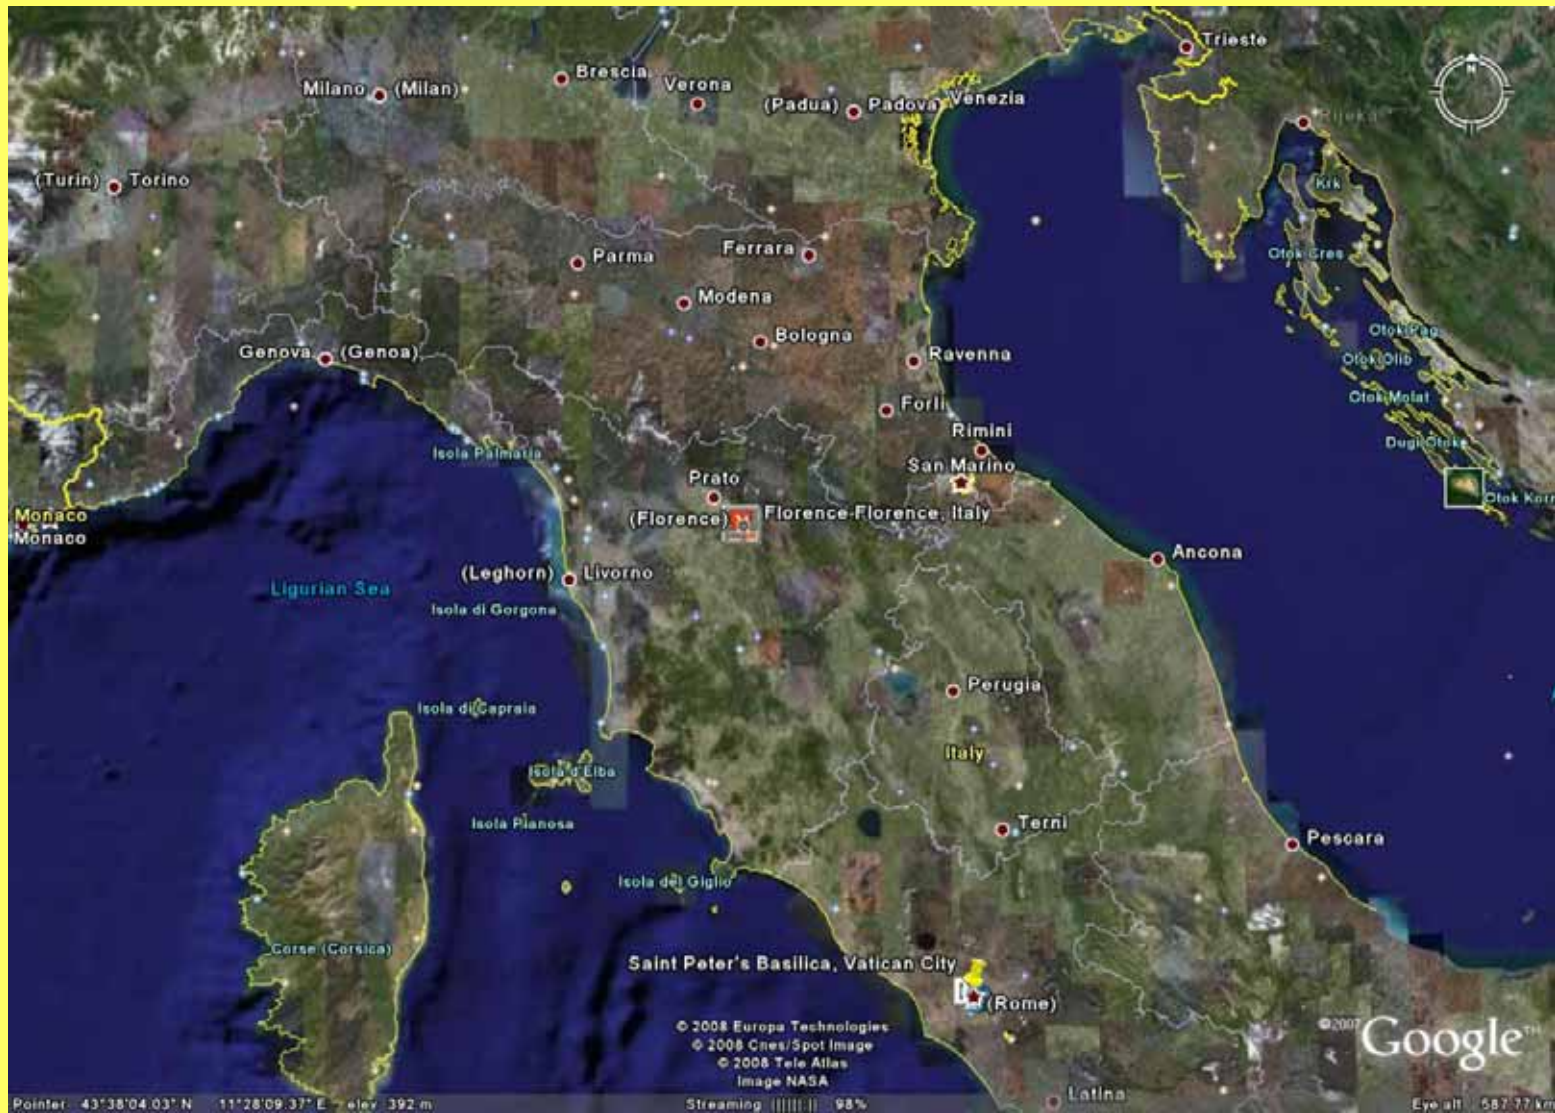 Trieste
Brescia
Verona
Milano (Milan)
(Padua) Padova Venezia
N
Rijeka
(Turin) Torino
Krk
Ferrara
Parma
Otok Cres
Modena
Otok Pag
Bologna
Genova (Genoa)
Ravenna
Otok Olib
Otok Molat
Forlì
Rimini
Dugi Otok
Isola Palmaria
San Marino
Prato
Otok Korn
Monaco
Monaco
(Florence) Florence-Florence, Italy
Ancona
(Leghorn) Livorno
Ligurian Sea
Isola di Gorgona
Perugia
Isola di Capraia
Italy
Isola d'Elba
Isola Pianosa
Terni
Pescara
Isola del Giglio
Corse (Corsica)
Saint Peter's Basilica, Vatican City
(Rome)
© 2008 Europa Technologies
© 2008 Cnes/Spot Image
© 2008 Tele Atlas
Image NASA
©2007 Google™
Latina
Pointer 43°38'04.03" N 11°28'09.37" E elev 392 m
Streaming 98%
Eye alt 587.77 km